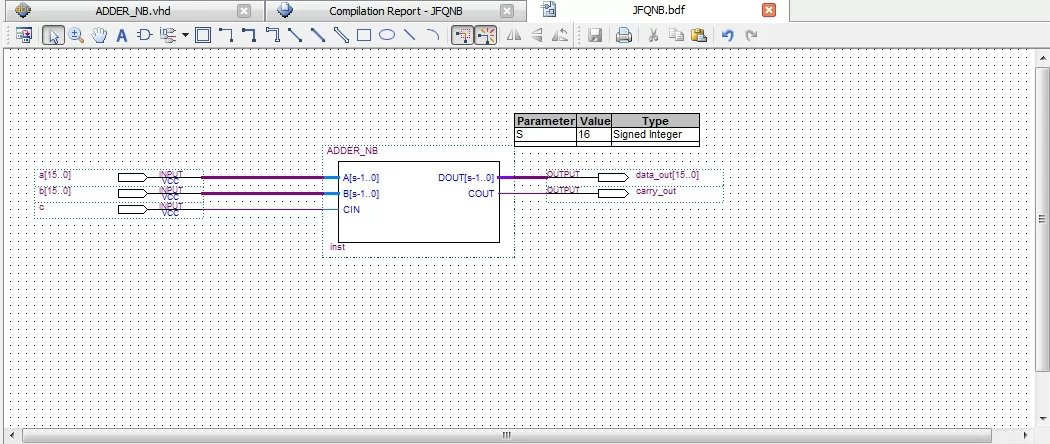 ADDER_NB.vhd
Compilation Report - JFQNB
JFQNB.bdf
A
Parameter Value Type
S 16 Signed Integer
ADDER_NB
a[15..0] INPUT VCC
A[s-1..0] DOUT[s-1..0]
OUTPUT data_out[15..0]
b[15..0] INPUT VCC
B[s-1..0] COUT
OUTPUT carry_out
c INPUT VCC
CIN
inst